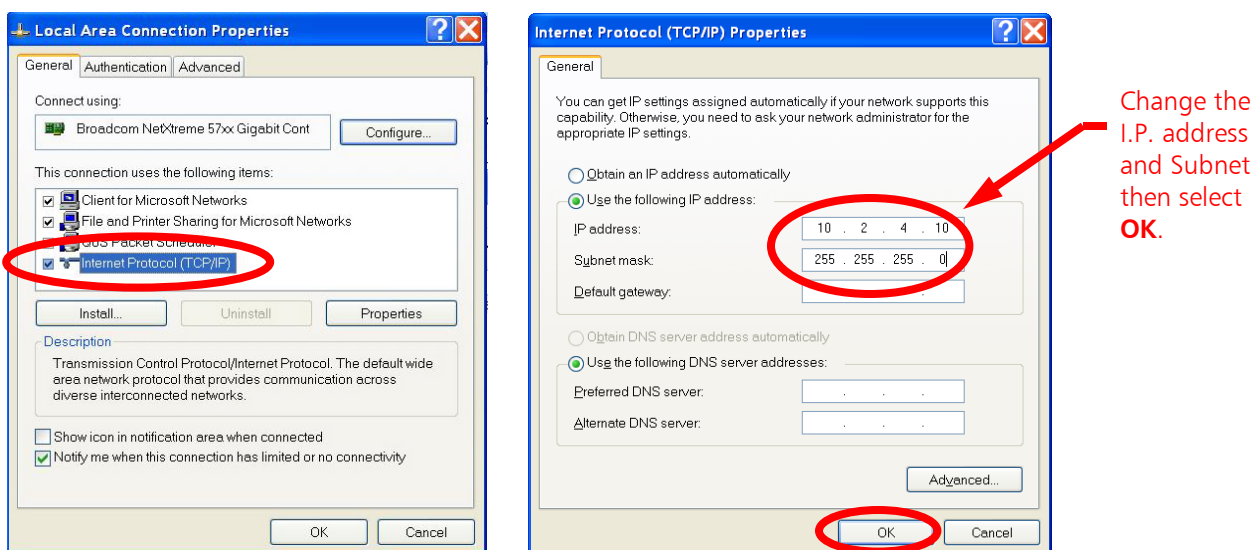 Local Area Connection Properties
General Authentication Advanced
Connect using:
Broadcom NetXtreme 57xx Gigabit Cont
Configure...
This connection uses the following items:
Client for Microsoft Networks
File and Printer Sharing for Microsoft Networks
QoS Packet Scheduler
Internet Protocol (TCP/IP)
Install... Uninstall Properties
Description
Transmission Control Protocol/Internet Protocol. The default wide
area network protocol that provides communication across
diverse interconnected networks.
Show icon in notification area when connected
Notify me when this connection has limited or no connectivity
OK Cancel
Internet Protocol (TCP/IP) Properties
General
You can get IP settings assigned automatically if your network supports this
capability. Otherwise, you need to ask your network administrator for the
appropriate IP settings.
Obtain an IP address automatically
Use the following IP address:
IP address: 10 . 2 . 4 . 10
Subnet mask: 255 . 255 . 255 . 0
Default gateway: .
Obtain DNS server address automatically
Use the following DNS server addresses:
Preferred DNS server: . . .
Alternate DNS server: . . .
Advanced...
OK Cancel
Change the
I.P. address
and Subnet
then select
OK.